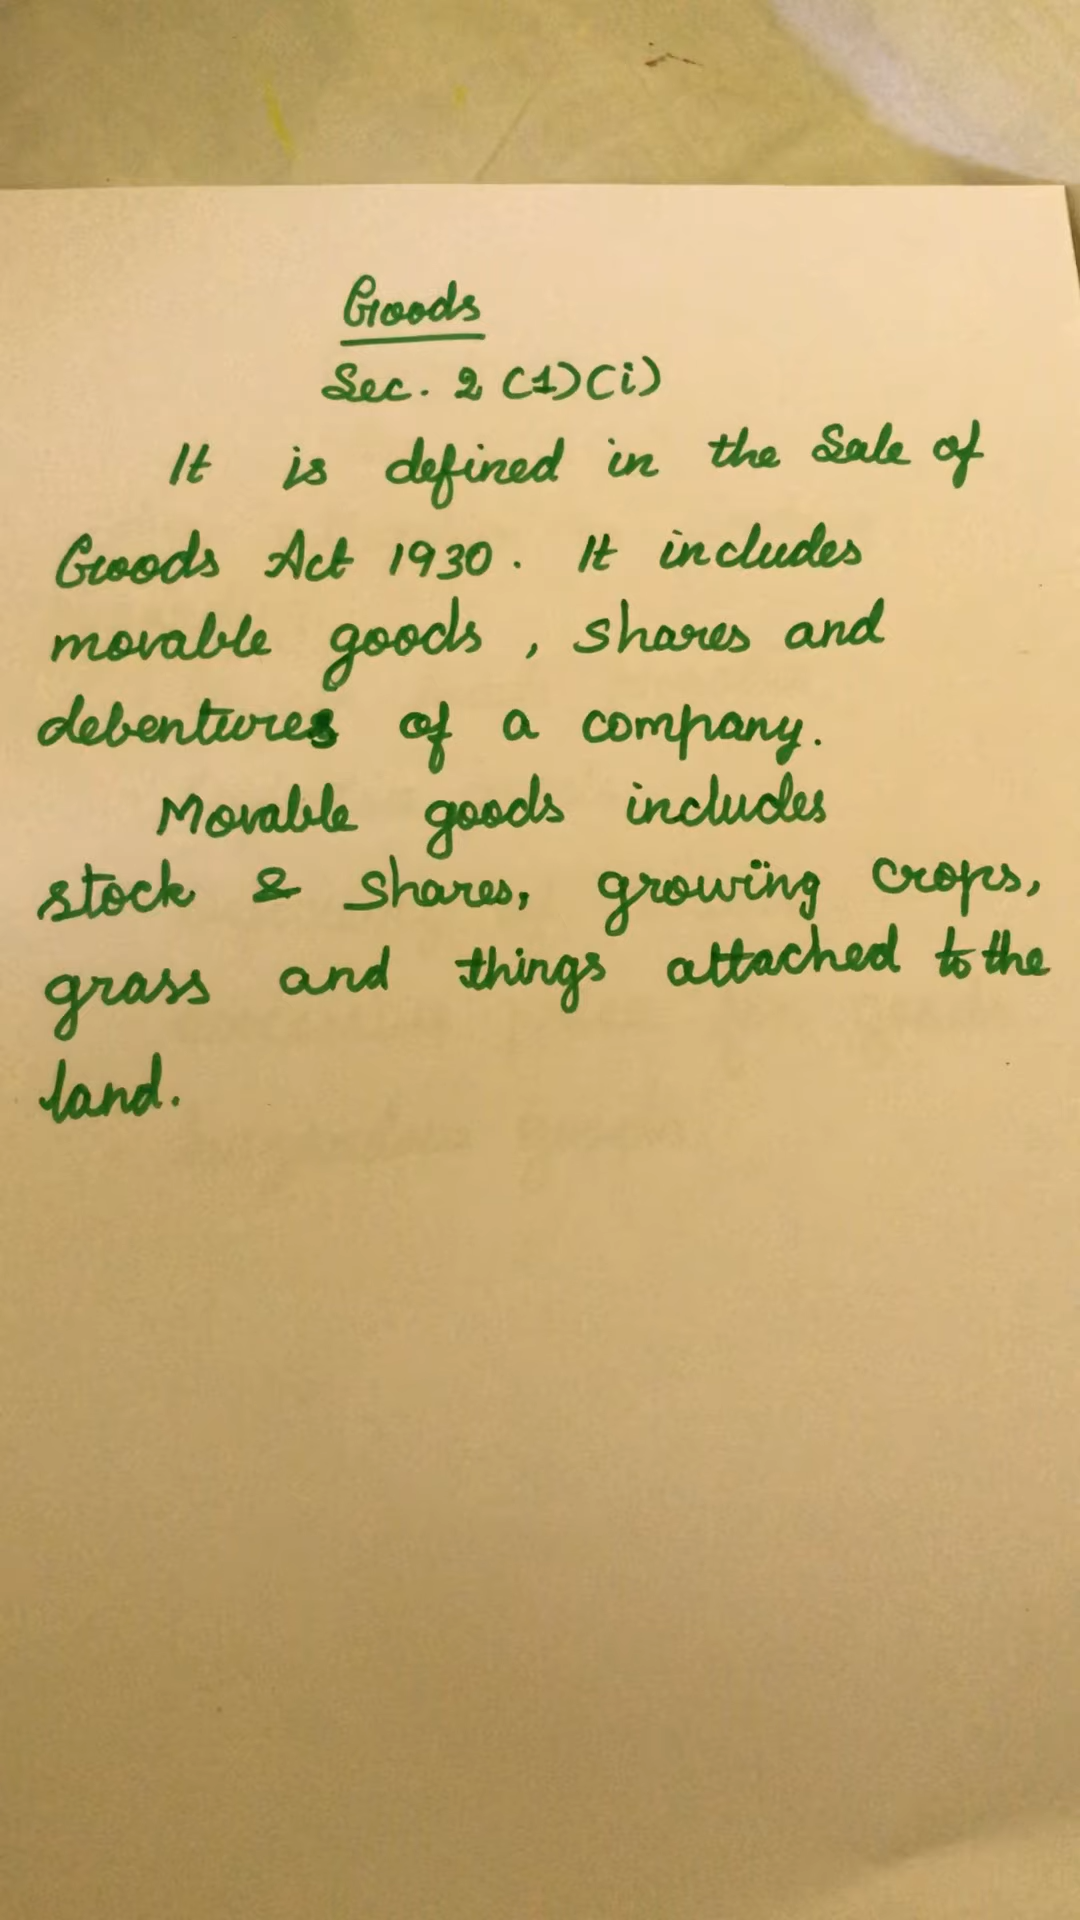 Goods
Sec. 2 (1)(i)
It is defined in the Sale of
Goods Act 1930. It includes
movable goods, shares and
debentures of a company.
Movable goods includes
stock & shares, growing crops,
grass and things attached to the
land.